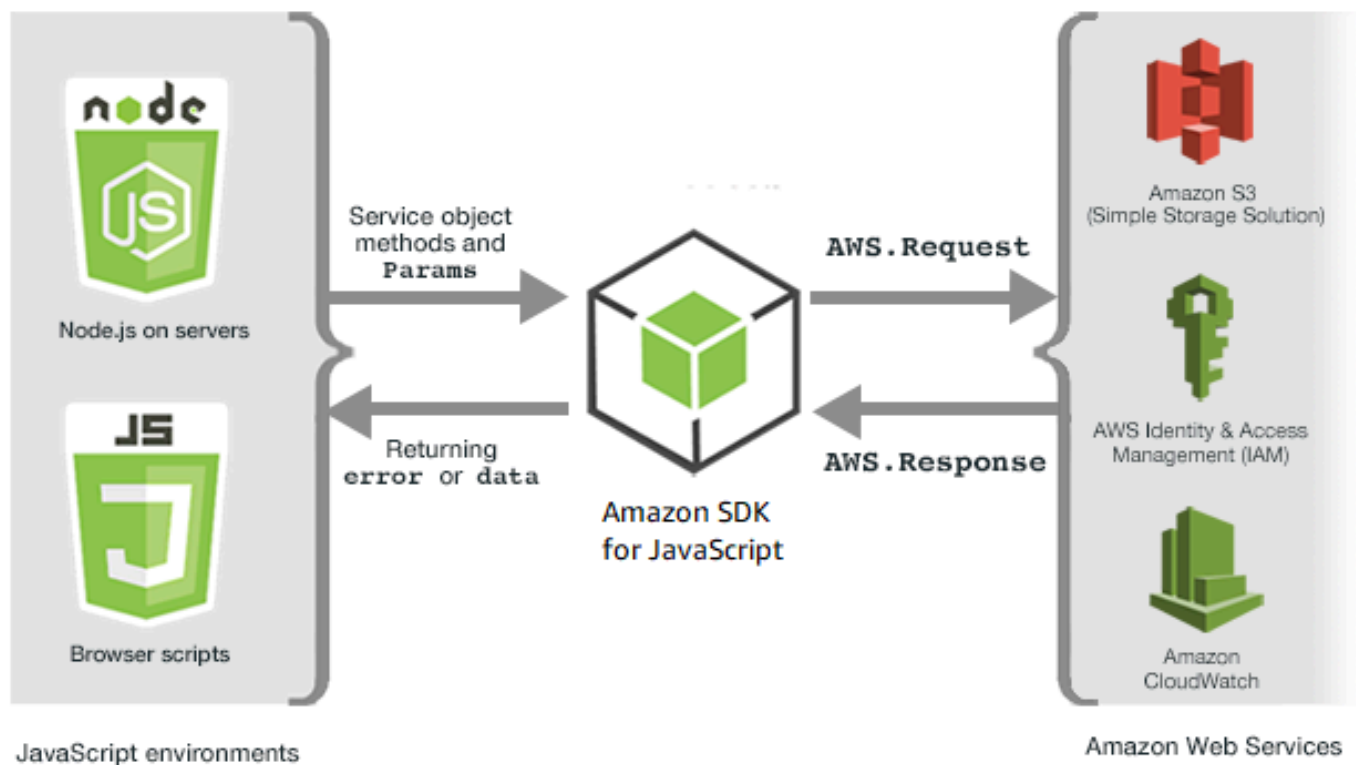 node
JS
Node.js on servers
JS
Browser scripts
JavaScript environments
Service object
methods and
Params
Returning
error or data
Amazon SDK
for JavaScript
AWS.Request
AWS.Response
Amazon S3
(Simple Storage Solution)
AWS Identity & Access
Management (IAM)
Amazon
CloudWatch
Amazon Web Services